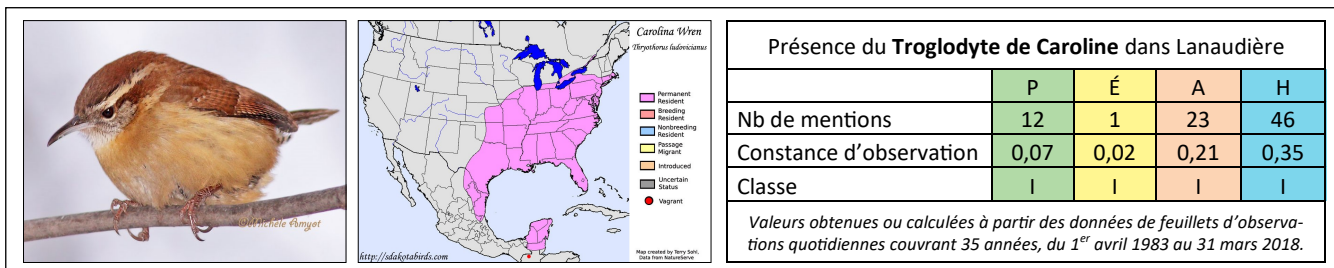 ©Michèle Amyot
Carolina Wren
Thryothorus ludovicianus
Permanent
Resident
Breeding
Resident
Nonbreeding
Resident
Passage
Migrant
Introduced
Uncertain
Status
Vagrant
http://sdakotabirds.com
Map created by Terry Sohl,
Data from NatureServe
Présence du Troglodyte de Caroline dans Lanaudière
P É A H
Nb de mentions 12 1 23 46
Constance d’observation 0,07 0,02 0,21 0,35
Classe I I I I
Valeurs obtenues ou calculées à partir des données de feuillets d’observa-
tions quotidiennes couvrant 35 années, du 1er avril 1983 au 31 mars 2018.